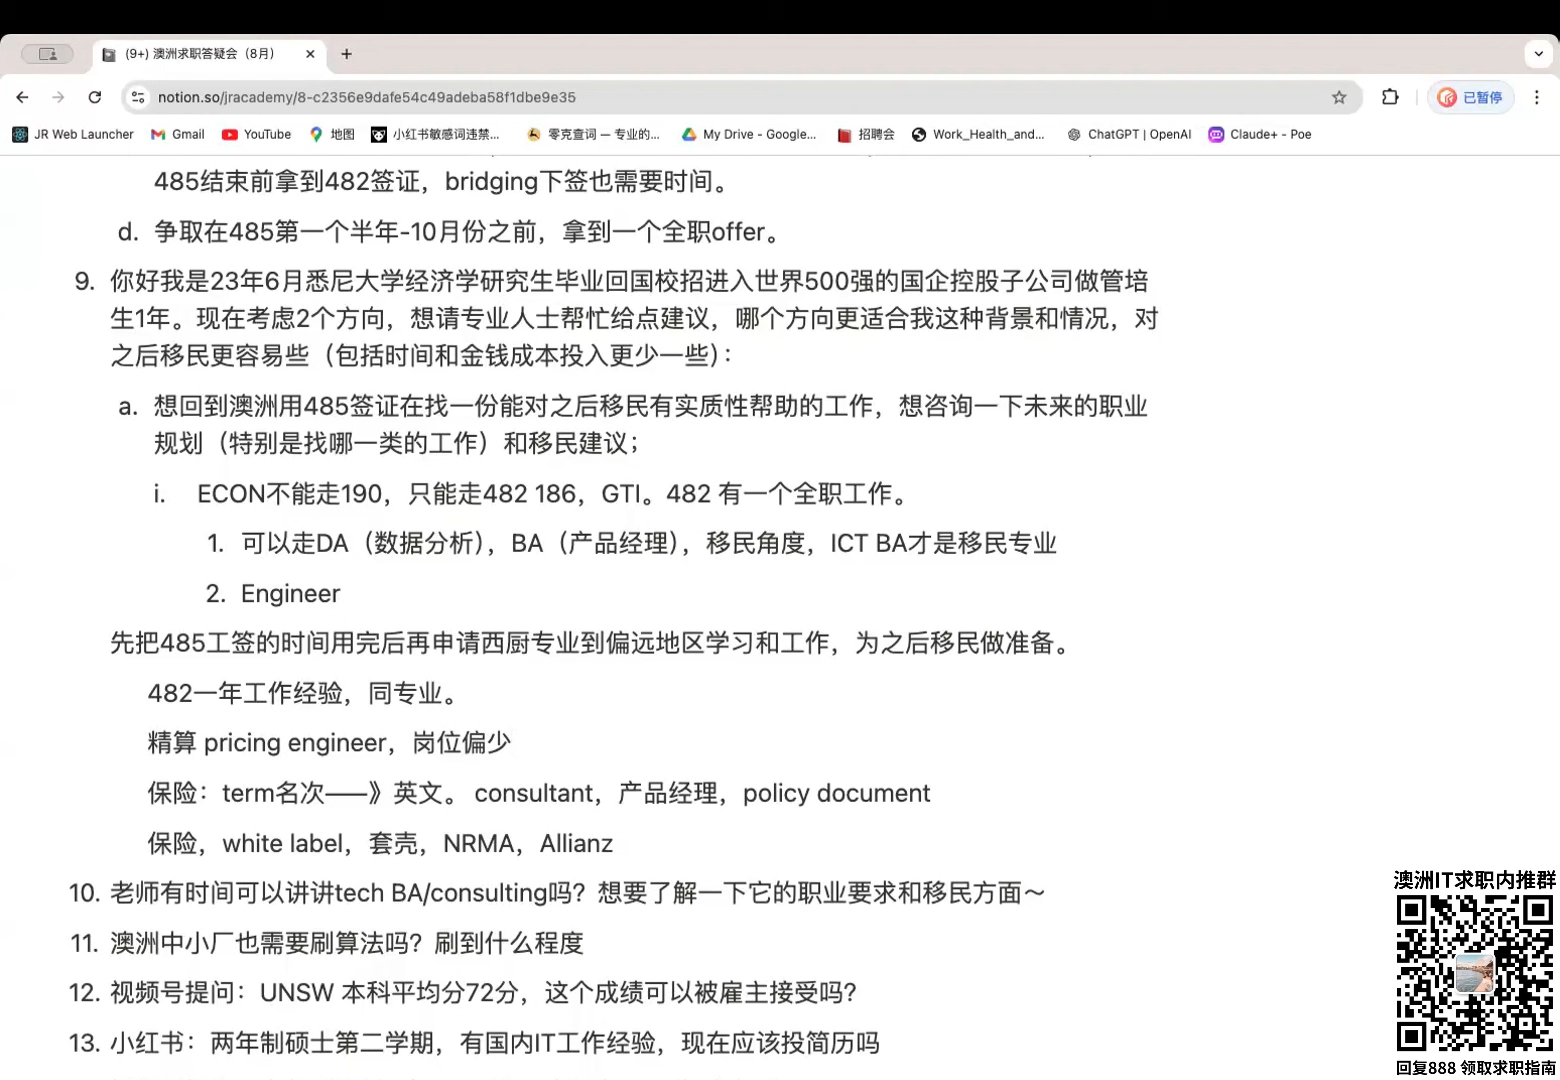 (9+) 澳洲求职答疑会（8月）
notion.so/jracademy/8-c2356e9dafe54c49adeba58f1dbe9e35
已暂停
JR Web Launcher Gmail YouTube 地图 小红书敏感词违禁... 零克查词 — 专业的... My Drive - Google... 招聘会 Work_Health_and... ChatGPT | OpenAI Claude+ - Poe
485结束前拿到482签证，bridging下签也需要时间。
d. 争取在485第一个半年-10月份之前，拿到一个全职offer。
9. 你好我是23年6月悉尼大学经济学研究生毕业回国校招进入世界500强的国企控股子公司做管培
生1年。现在考虑2个方向，想请专业人士帮忙给点建议，哪个方向更适合我这种背景和情况，对
之后移民更容易些（包括时间和金钱成本投入更少一些）：
a. 想回到澳洲用485签证在找一份能对之后移民有实质性帮助的工作，想咨询一下未来的职业
规划（特别是找哪一类的工作）和移民建议；
i. ECON不能走190，只能走482 186，GTI。482 有一个全职工作。
1. 可以走DA（数据分析），BA（产品经理），移民角度，ICT BA才是移民专业
2. Engineer
先把485工签的时间用完后再申请西厨专业到偏远地区学习和工作，为之后移民做准备。
482一年工作经验，同专业。
精算 pricing engineer，岗位偏少
保险：term名次——》英文。 consultant，产品经理，policy document
保险，white label，套壳，NRMA，Allianz
10. 老师有时间可以讲讲tech BA/consulting吗？想要了解一下它的职业要求和移民方面～
11. 澳洲中小厂也需要刷算法吗？刷到什么程度
12. 视频号提问：UNSW 本科平均分72分，这个成绩可以被雇主接受吗？
13. 小红书：两年制硕士第二学期，有国内IT工作经验，现在应该投简历吗
澳洲IT求职内推群
回复888 领取求职指南